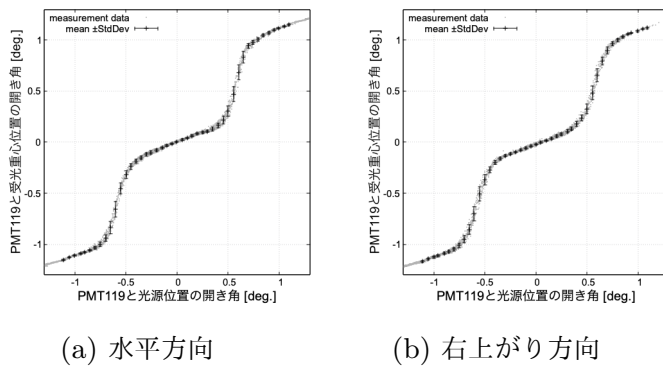 measurement data
mean ±StdDev
PMT119と受光重心位置の開き角 [deg.]
1
0.5
0
-0.5
-1
-1
-0.5
0
0.5
1
PMT119と光源位置の開き角 [deg.]
(a) 水平方向
measurement data
mean ±StdDev
PMT119と受光重心位置の開き角 [deg.]
1
0.5
0
-0.5
-1
-1
-0.5
0
0.5
1
PMT119と光源位置の開き角 [deg.]
(b) 右上がり方向